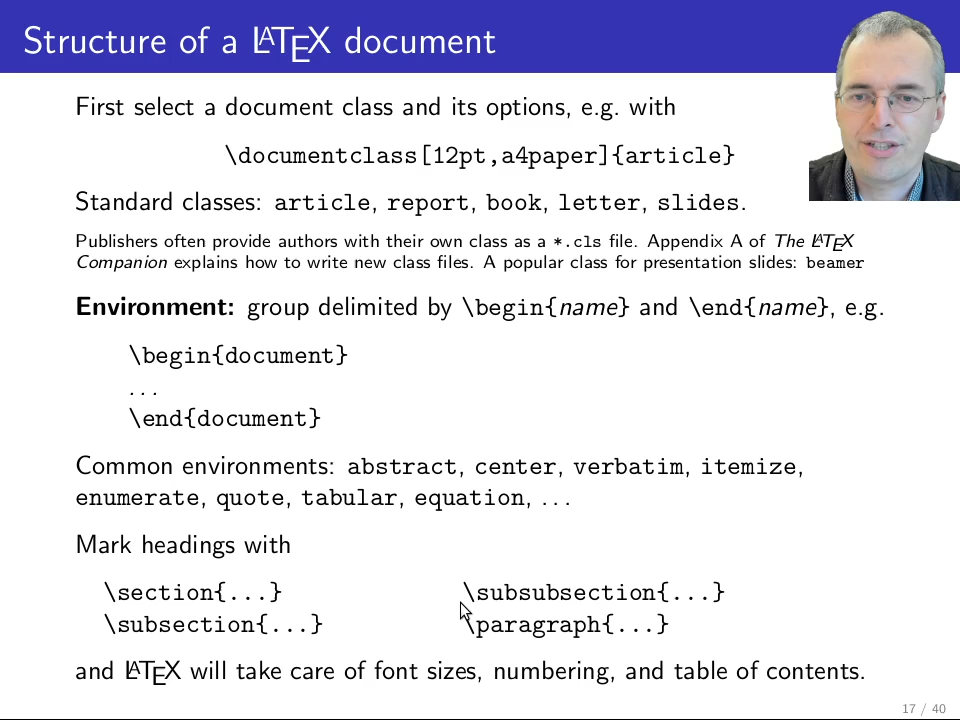 Structure of a LATEX document
First select a document class and its options, e.g. with
\documentclass[12pt,a4paper]{article}
Standard classes: article, report, book, letter, slides.
Publishers often provide authors with their own class as a *.cls file. Appendix A of The LATEX
Companion explains how to write new class files. A popular class for presentation slides: beamer
Environment: group delimited by \begin{name} and \end{name}, e.g.
\begin{document}
...
\end{document}
Common environments: abstract, center, verbatim, itemize,
enumerate, quote, tabular, equation, ...
Mark headings with
\section{...}
\subsection{...}
\subsubsection{...}
\paragraph{...}
and LATEX will take care of font sizes, numbering, and table of contents.
17 / 40